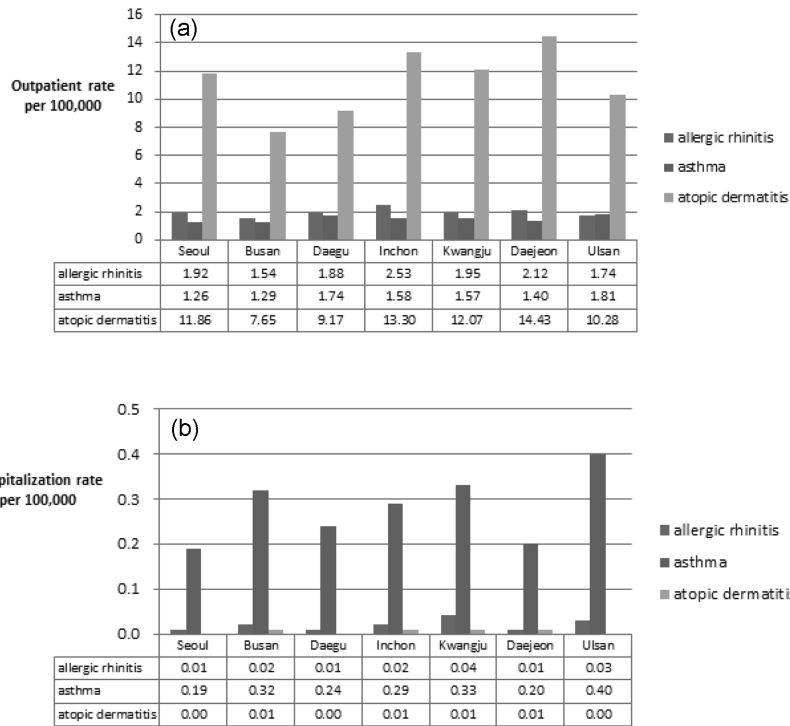 16
(a)
14
12
Outpatient rate
per 100,000
10
8
6
4
2
0
allergic rhinitis
asthma
atopic dermatitis
Seoul Busan Daegu Inchon Kwangju Daejeon Ulsan
allergic rhinitis 1.92 1.54 1.88 2.53 1.95 2.12 1.74
asthma 1.26 1.29 1.74 1.58 1.57 1.40 1.81
atopic dermatitis 11.86 7.65 9.17 13.30 12.07 14.43 10.28
0.5
(b)
0.4
pitalization rate
per 100,000
0.3
0.2
0.1
0.0
allergic rhinitis
asthma
atopic dermatiti
Seoul Busan Daegu Inchon Kwangju Daejeon Ulsan
allergic rhinitis 0.01 0.02 0.01 0.02 0.04 0.01 0.03
asthma 0.19 0.32 0.24 0.29 0.33 0.20 0.40
atopic dermatitis 0.00 0.01 0.00 0.01 0.01 0.01 0.00